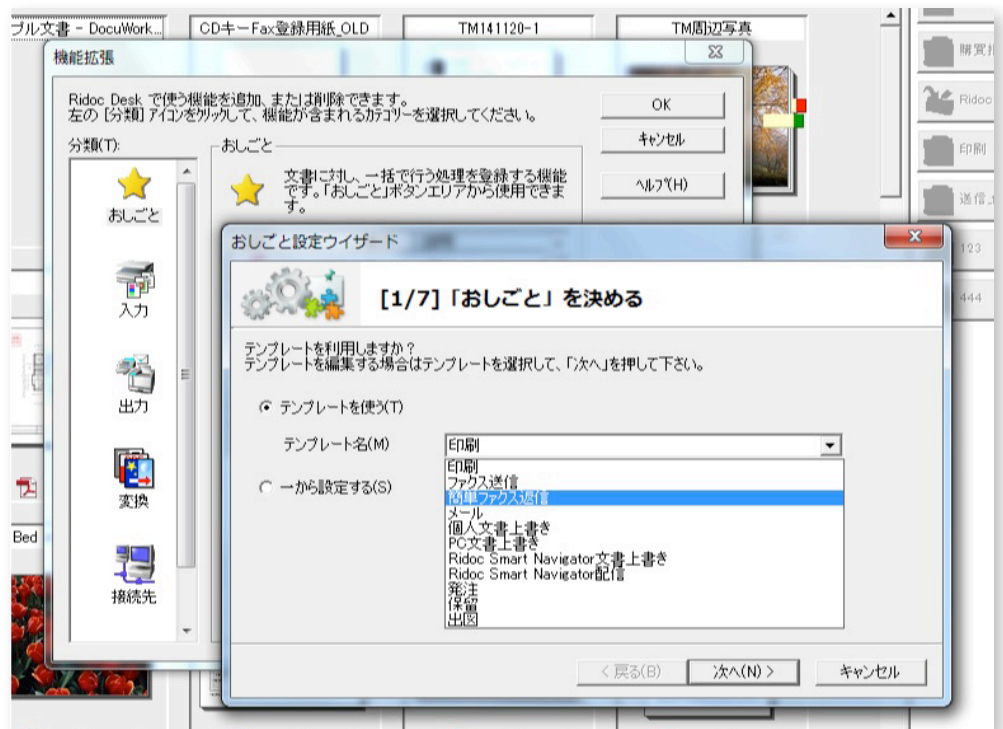 ブル文書 - DocuWork...
CDキーFax登録用紙_OLD
TM141120-1
TM周辺写真
機能拡張
Ridoc Desk で使う機能を追加、または削除できます。
左の [分類] アイコンをクリックして、機能が含まれるカテゴリーを選択してください。
OK
キャンセル
ヘルプ(H)
分類(T):
おしごと
入力
出力
変換
接続先
おしごと
文書に対し、一括で行う処理を登録する機能
です。「おしごと」ボタンエリアから使用できま
す。
Ridoc
印刷
送信
123
444
Bed
おしごと設定ウイザード
[1/7]「おしごと」を決める
テンプレートを利用しますか?
テンプレートを編集する場合はテンプレートを選択して、「次へ」を押して下さい。
テンプレートを使う(T)
テンプレート名(M)
印刷
一から設定する(S)
印刷
ファクス送信
簡単ファクス返信
メール
個人文書上書き
PC文書上書き
Ridoc Smart Navigator文書上書き
Ridoc Smart Navigator配信
発注
保留
出図
< 戻る(B)
次へ(N) >
キャンセル